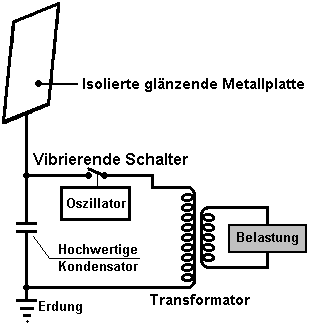 Isolierte glänzende Metallplatte
Vibrierende Schalter
Oszillator
Belastung
Hochwertige
Kondensator
Transformator
Erdung